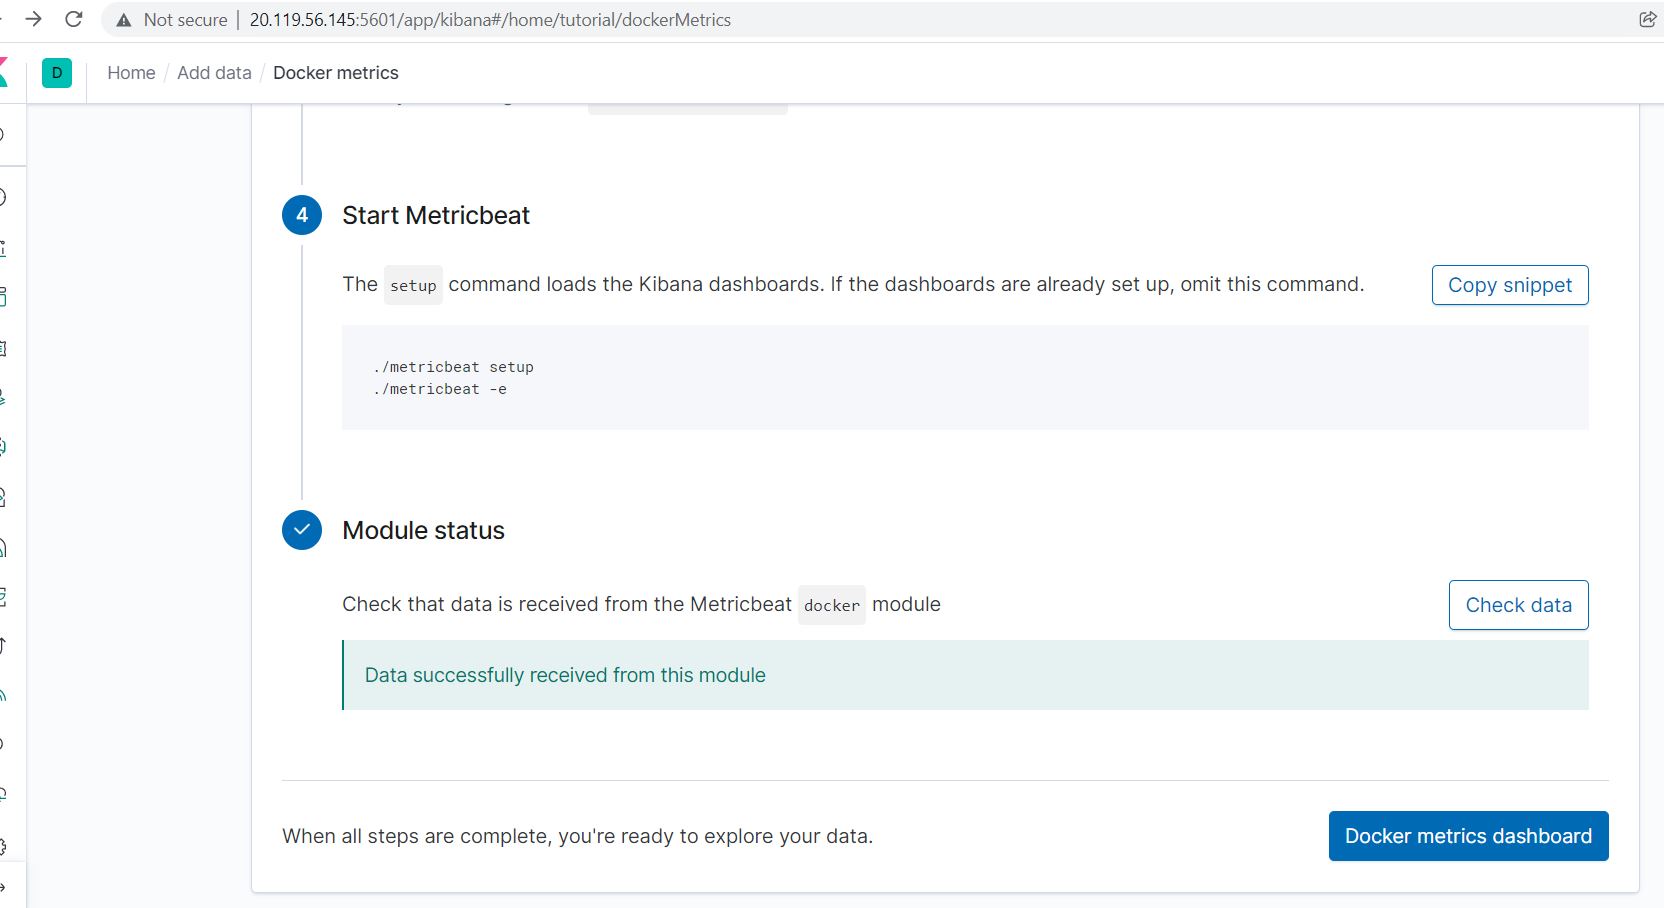 Not secure | 20.119.56.145:5601/app/kibana#/home/tutorial/dockerMetrics
D Home / Add data / Docker metrics
4 Start Metricbeat
The setup command loads the Kibana dashboards. If the dashboards are already set up, omit this command.
Copy snippet
./metricbeat setup
./metricbeat -e
Module status
Check that data is received from the Metricbeat docker module
Check data
Data successfully received from this module
When all steps are complete, you're ready to explore your data.
Docker metrics dashboard